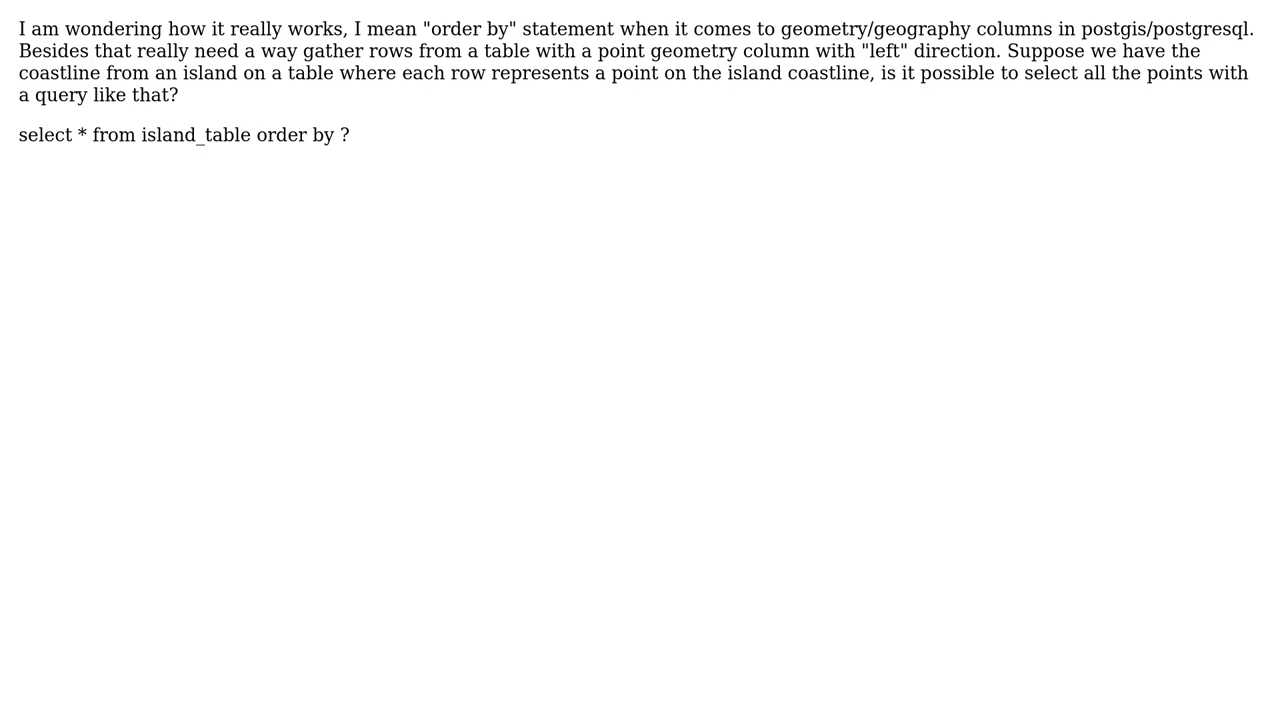 I am wondering how it really works, I mean "order by" statement when it comes to geometry/geography columns in postgis/postgresql.
Besides that really need a way gather rows from a table with a point geometry column with "left" direction. Suppose we have the
coastline from an island on a table where each row represents a point on the island coastline, is it possible to select all the points with
a query like that?
select * from island_table order by ?